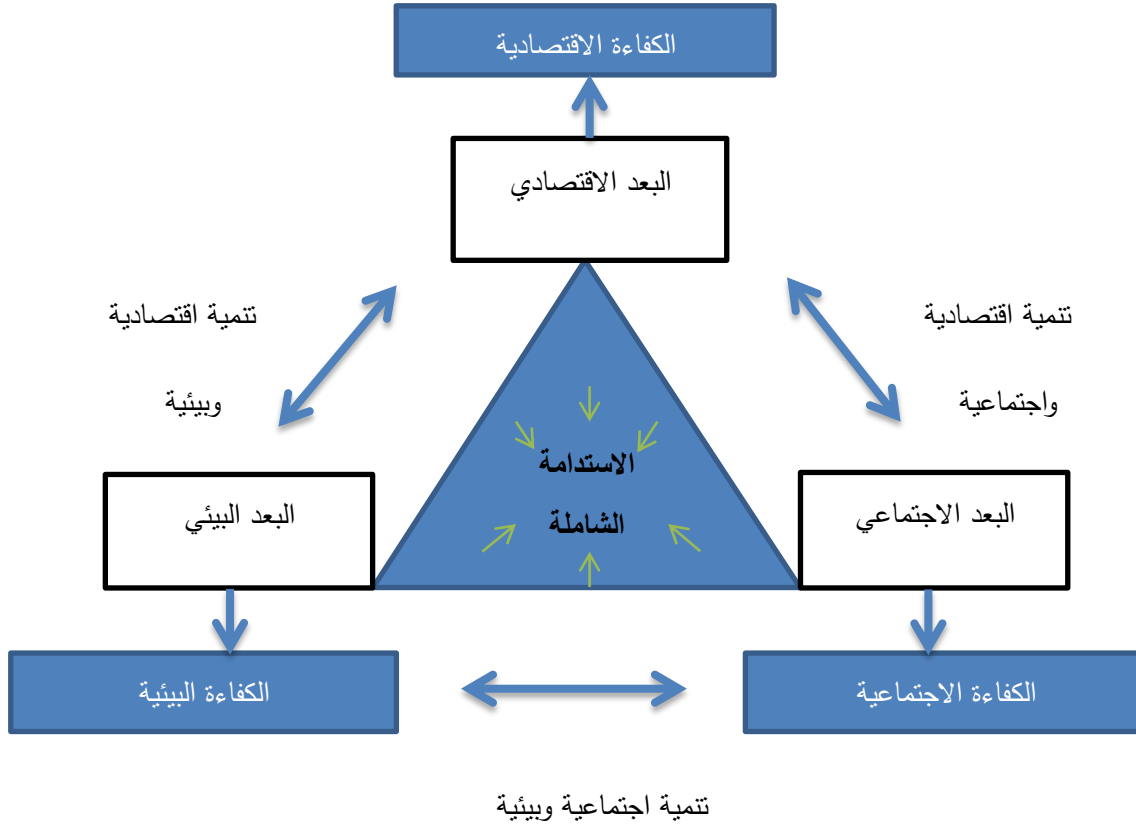 الكفاءة الاقتصادية
البعد الاقتصادي
تنمية اقتصادية
واجتماعية
تنمية اقتصادية
وبيئية
الاستدامة
الشاملة
البعد الاجتماعي
البعد البيئي
الكفاءة الاجتماعية
الكفاءة البيئية
تنمية اجتماعية وبيئية